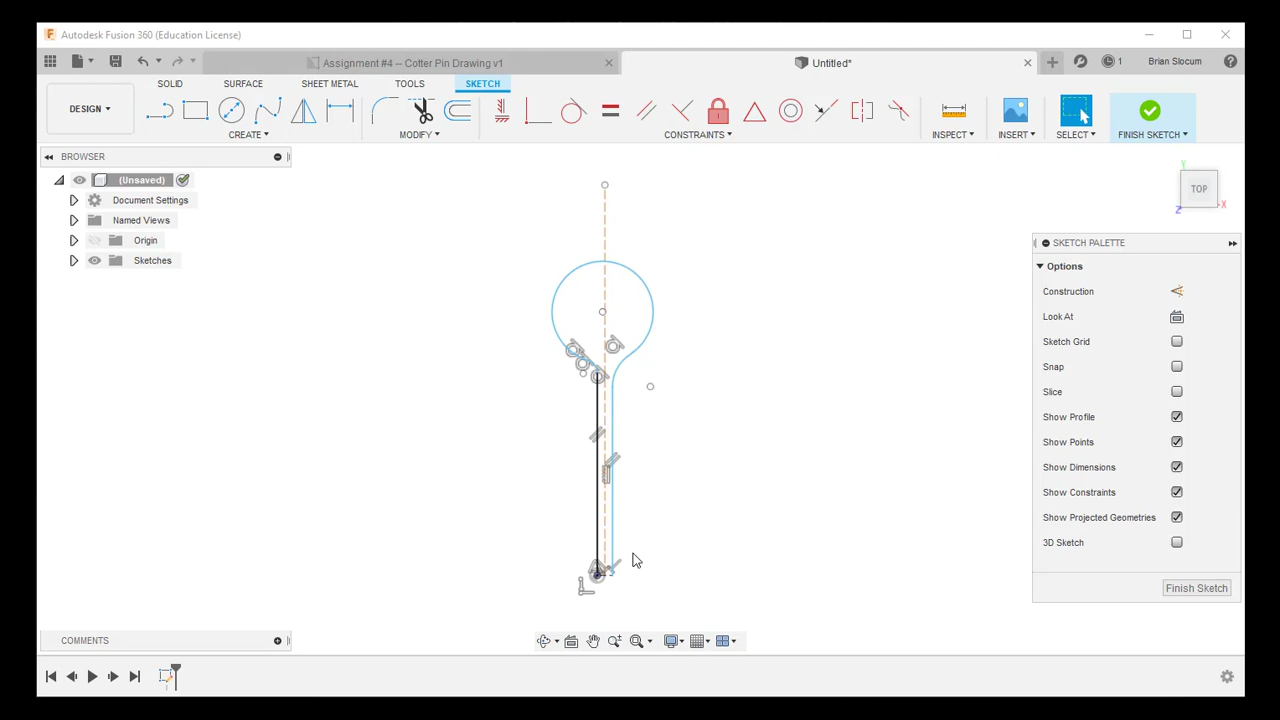 Autodesk Fusion 360 (Education License)
Assignment #4 -- Cotter Pin Drawing v1
Untitled*
1
Brian Slocum
DESIGN
SOLID
SURFACE
SHEET METAL
TOOLS
SKETCH
CREATE
MODIFY
CONSTRAINTS
INSPECT
INSERT
SELECT
FINISH SKETCH
BROWSER
(Unsaved)
Document Settings
Named Views
Origin
Sketches
TOP
Y
X
Z
SKETCH PALETTE
Options
Construction
Look At
Sketch Grid
Snap
Slice
Show Profile
Show Points
Show Dimensions
Show Constraints
Show Projected Geometries
3D Sketch
Finish Sketch
COMMENTS